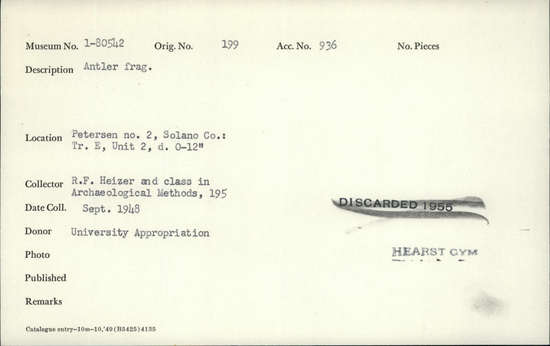 Museum No. 1-80542 Orig. No. 199 Acc. No. 936 No. Pieces
Description Antler frag.
Location Petersen no. 2, Solano Co.:
Tr. E, Unit 2, d. 0-12"
Collector R.F. Heizer and class in
Archaeological Methods, 195
Date Coll. Sept. 1948
DISCARDED 1955
Donor University Appropriation
HEARST GYM
Photo
Published
Remarks
Catalogue entry—10m-10,'49(B3425)4135